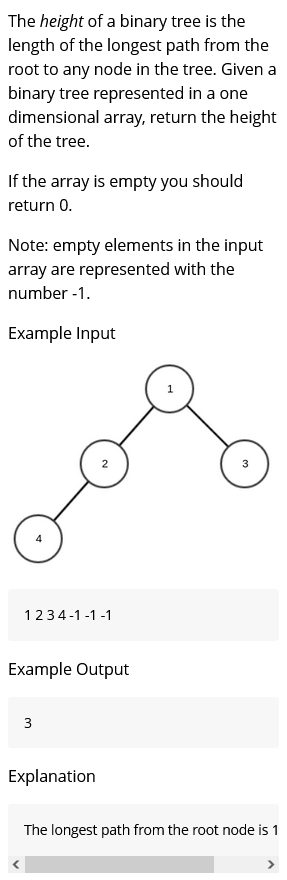 The height of a binary tree is the
length of the longest path from the
root to any node in the tree. Given a
binary tree represented in a one
dimensional array, return the height
of the tree.
If the array is empty you should
return 0.
Note: empty elements in the input
array are represented with the
number -1.
Example Input
1
2
3
4
1 2 3 4 -1 -1 -1
Example Output
3
Explanation
The longest path from the root node is 1